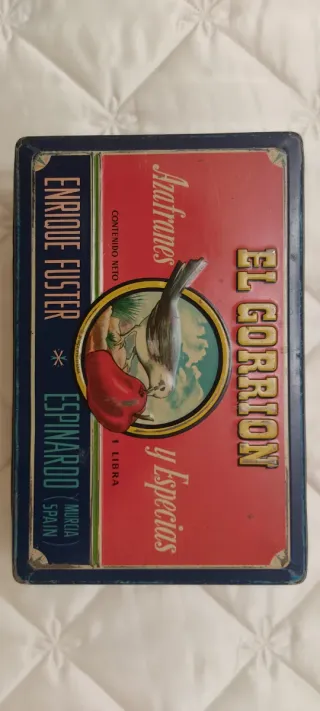 EL GORRION
Azafranes y Especias
CONTENIDO NETO 1 LIBRA
ENRIQUE FUSTER * ESPINARDO (MURCIA
SPAIN)